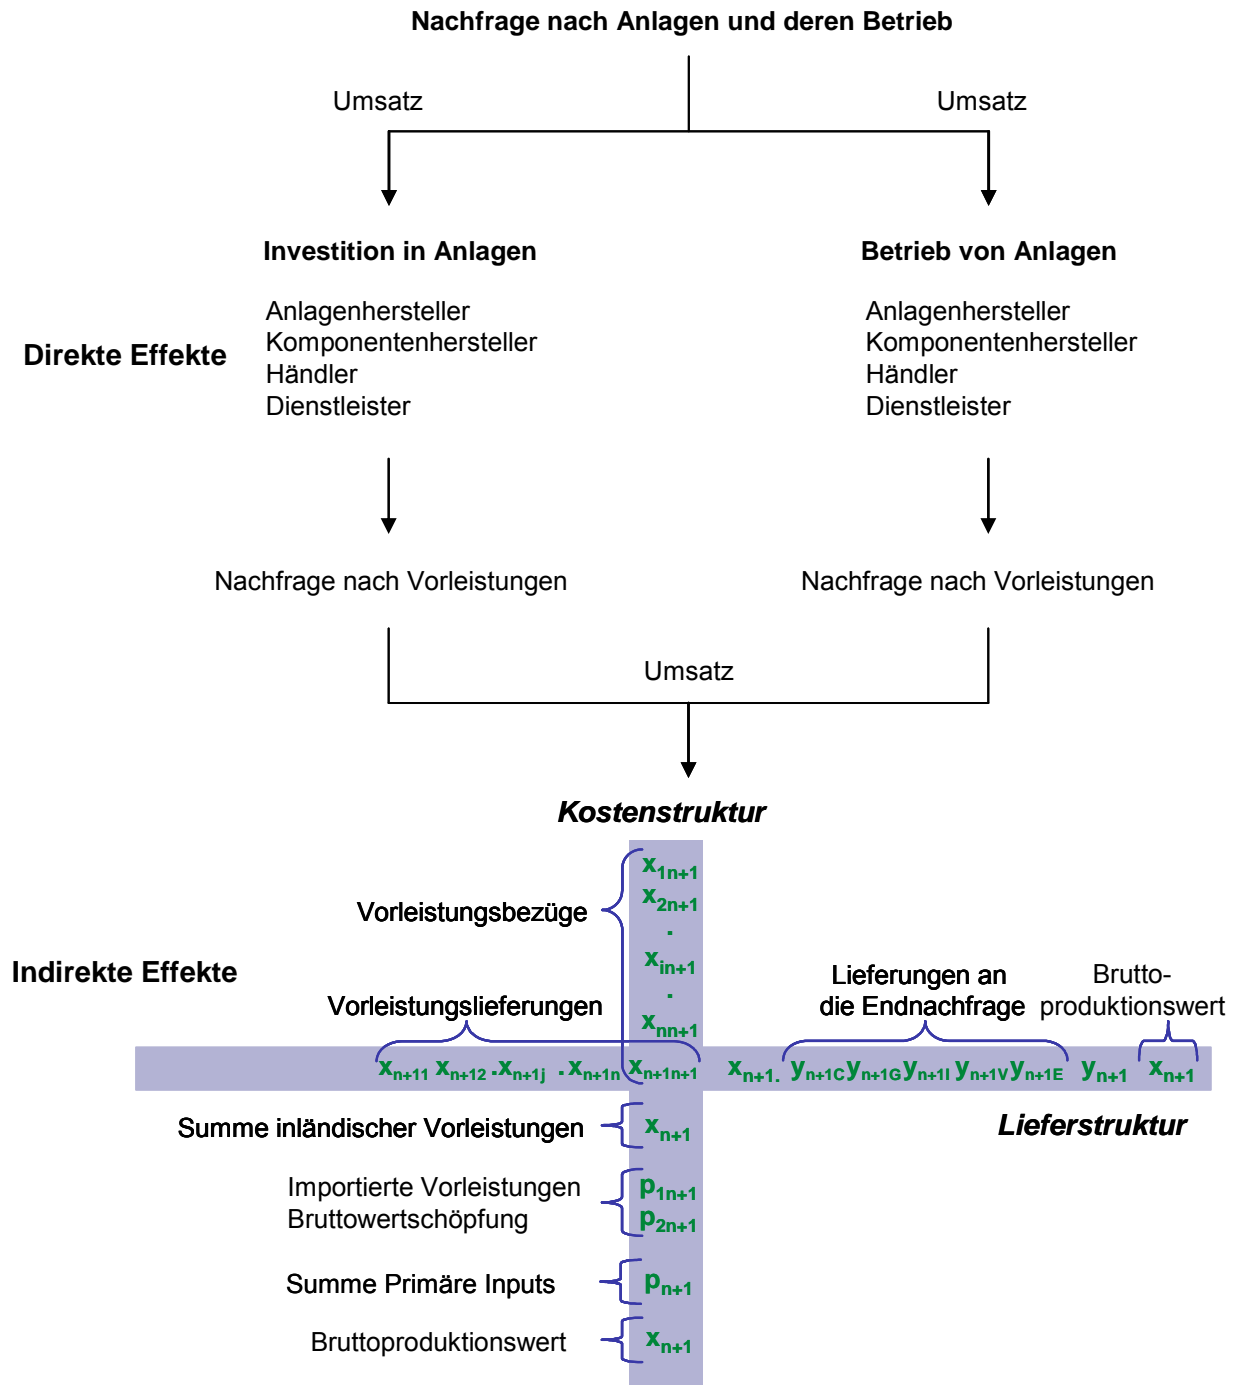 Nachfrage nach Anlagen und deren Betrieb
Umsatz
Umsatz
Investition in Anlagen
Betrieb von Anlagen
Direkte Effekte
Anlagenhersteller
Komponentenhersteller
Händler
Dienstleister
Anlagenhersteller
Komponentenhersteller
Händler
Dienstleister
Nachfrage nach Vorleistungen
Nachfrage nach Vorleistungen
Umsatz
Kostenstruktur
Indirekte Effekte
Vorleistungsbezüge
x1n+1
x2n+1
.
xin+1
.
xnn+1
Vorleistungslieferungen
Lieferungen an
die Endnachfrage
Brutto-
produktionswert
xn+11 xn+12 .xn+1j .xn+1n xn+1n+1 xn+1. yn+1C yn+1G yn+1I yn+1V yn+1E yn+1 xn+1
Lieferstruktur
Summe inländischer Vorleistungen xn+1
Importierte Vorleistungen p1n+1
Bruttowertschöpfung p2n+1
Summe Primäre Inputs pn+1
Bruttoproduktionswert xn+1